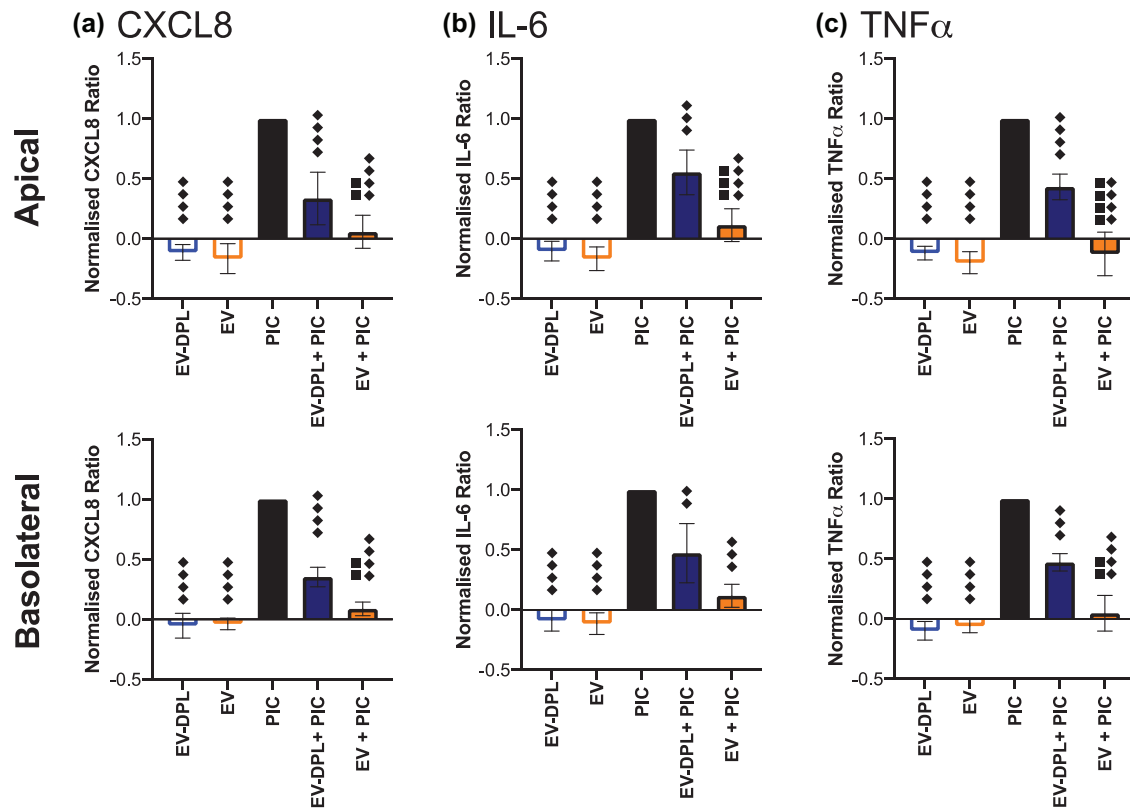 (a) CXCL8
(b) IL-6
(c) TNFα
Apical
Normalised CXCL8 Ratio
1.5
1.0
0.5
0.0
-0.5
EV-DPL
EV
PIC
EV-DPL+ PIC
EV + PIC
Normalised IL-6 Ratio
1.5
1.0
0.5
0.0
-0.5
EV-DPL
EV
PIC
EV-DPL+ PIC
EV + PIC
Normalised TNFα Ratio
1.5
1.0
0.5
0.0
-0.5
EV-DPL
EV
PIC
EV-DPL+ PIC
EV + PIC
Basolateral
Normalised CXCL8 Ratio
1.5
1.0
0.5
0.0
-0.5
EV-DPL
EV
PIC
EV-DPL+ PIC
EV + PIC
Normalised IL-6 Ratio
1.5
1.0
0.5
0.0
-0.5
EV-DPL
EV
PIC
EV-DPL+ PIC
EV + PIC
Normalised TNFα Ratio
1.5
1.0
0.5
0.0
-0.5
EV-DPL
EV
PIC
EV-DPL+ PIC
EV + PIC